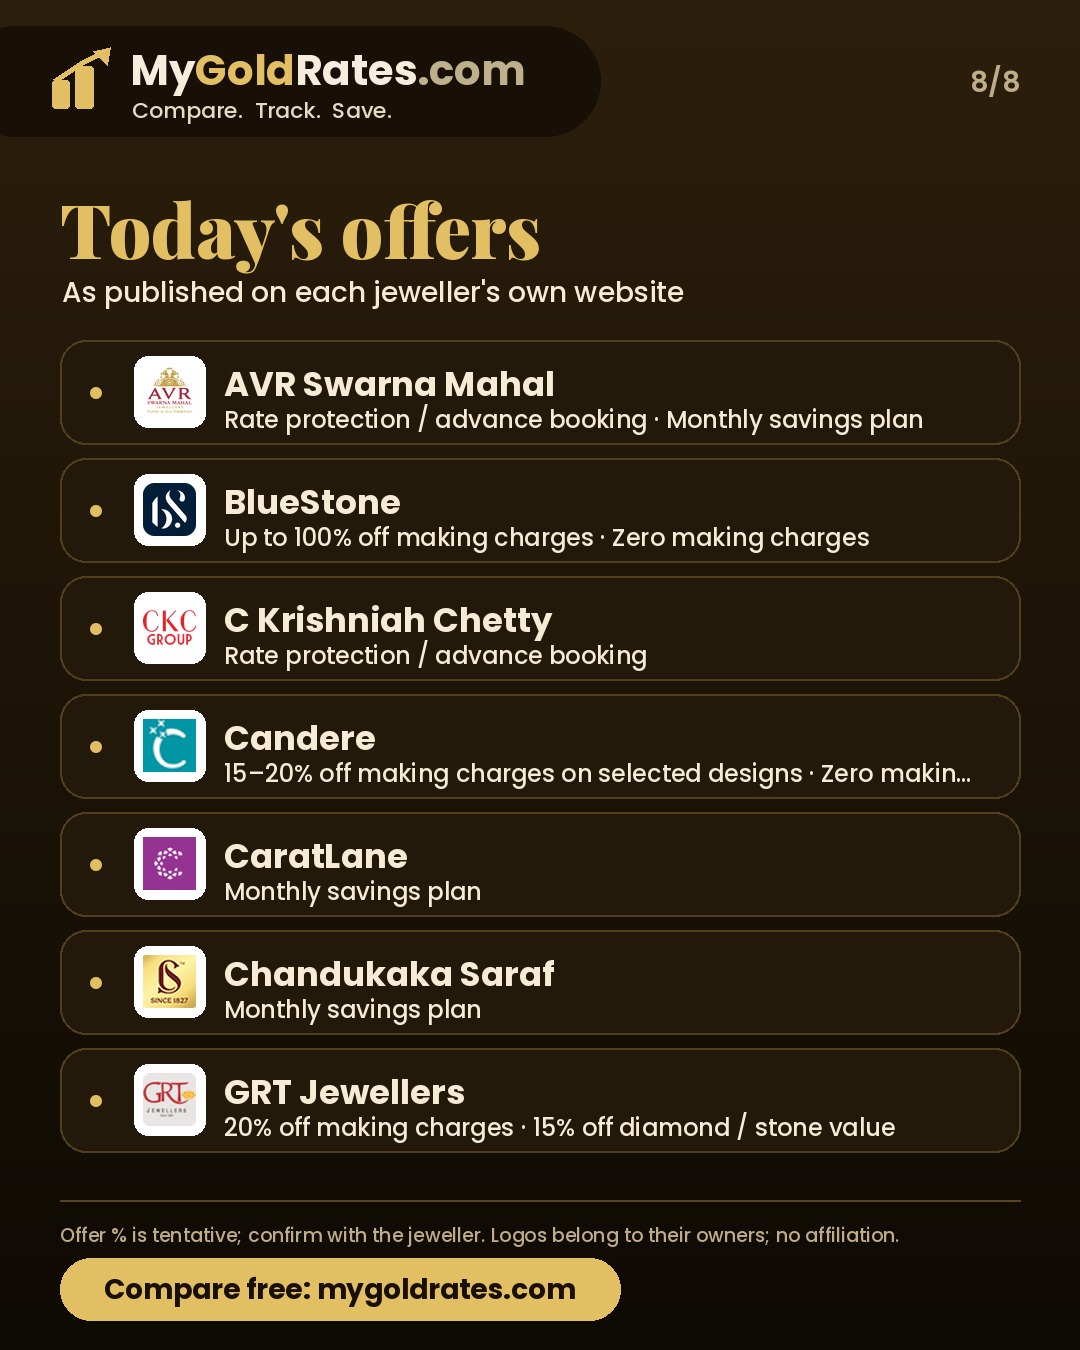 MyGoldRates.com
Compare. Track. Save.
8/8
Today's offers
As published on each jeweller's own website
AVR
SWARNA MAHAL
JEWELLERS
AVR Swarna Mahal
Rate protection / advance booking · Monthly savings plan
BlueStone
Up to 100% off making charges · Zero making charges
CKC
GROUP
C Krishniah Chetty
Rate protection / advance booking
C
Candere
15–20% off making charges on selected designs · Zero makin...
C
CaratLane
Monthly savings plan
SINCE 1827
Chandukaka Saraf
Monthly savings plan
GRT
JEWELLERS
GRT Jewellers
20% off making charges · 15% off diamond / stone value
Offer % is tentative; confirm with the jeweller. Logos belong to their owners; no affiliation.
Compare free: mygoldrates.com